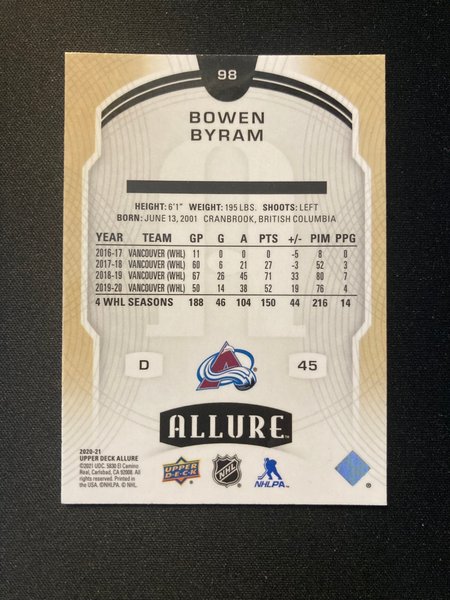 98
BOWEN
BYRAM
HEIGHT: 6'1" WEIGHT: 195 LBS. SHOOTS: LEFT
BORN: JUNE 13, 2001 CRANBROOK, BRITISH COLUMBIA
YEAR TEAM GP G A PTS +/- PIM PPG
2016-17 VANCOUVER (WHL) 11 0 0 0 -5 8 0
2017-18 VANCOUVER (WHL) 60 6 21 27 -3 52 3
2018-19 VANCOUVER (WHL) 67 26 45 71 33 80 7
2019-20 VANCOUVER (WHL) 50 14 38 52 19 76 4
4 WHL SEASONS 188 46 104 150 44 216 14
D 45
ALLURE™
2020-21
UPPER DECK ALLURE
©2021 UDC. 5830 El Camino
Real, Carlsbad, CA 92008. All
rights reserved. Printed in
the USA. ©NHLPA. © NHL.
UPPER DECK
NHL
NHLPA
®